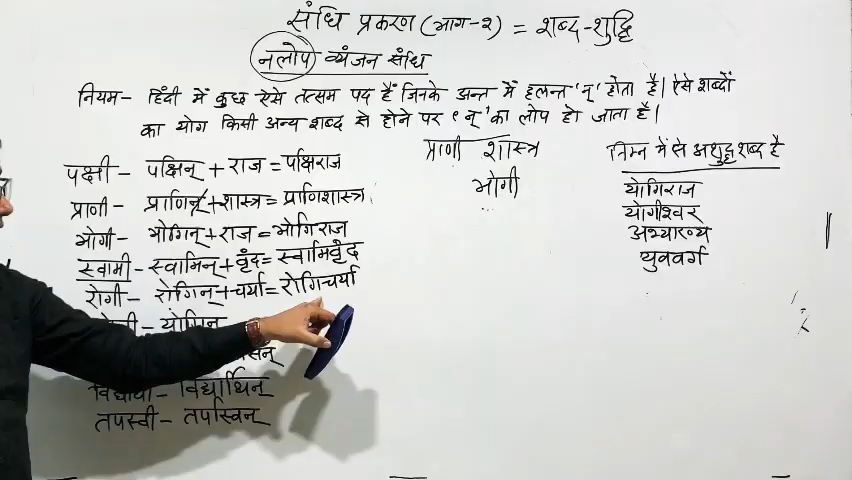 संधि प्रकरण (भाग-२) = शब्द-शुद्धि
नलोप व्यंजन संधि
नियम- हिंदी में कुछ ऐसे तत्सम पद हैं जिनके अन्त में हलन्त 'न्' होता है। ऐसे शब्दों
का योग किसी अन्य शब्द से होने पर 'न्' का लोप हो जाता है।
पक्षी- पक्षिन् + राज = पक्षिराज
प्राणी- प्राणिन् + शास्त्र = प्राणिशास्त्र
भोगी- भोगिन् + राज = भोगिराज
स्वामी- स्वामिन् + वृंद = स्वामिवृंद
रोगी- रोगिन् + चर्या = रोगिचर्या
योगिन्
विद्यार्थिन्
तपस्वी- तपस्विन्
प्राणी शास्त्र
भोगी
निम्न में से अशुद्ध शब्द है
योगिराज
योगीश्वर
अभ्यारण्य
युववर्ग